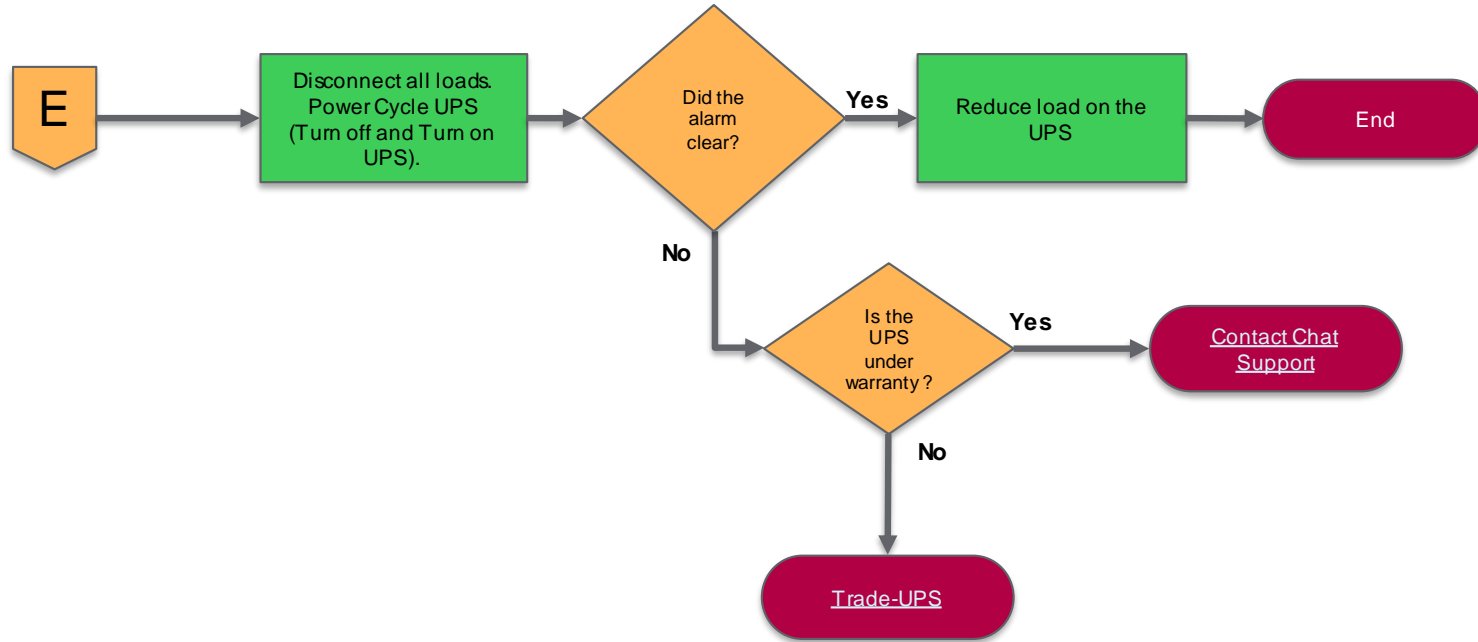 E
Disconnect all loads.
Power Cycle UPS
(Turn off and Turn on
UPS).
Did the
alarm
clear?
Yes
Reduce load on the
UPS
End
No
Is the
UPS
under
warranty ?
Yes
Contact Chat
Support
No
Trade-UPS